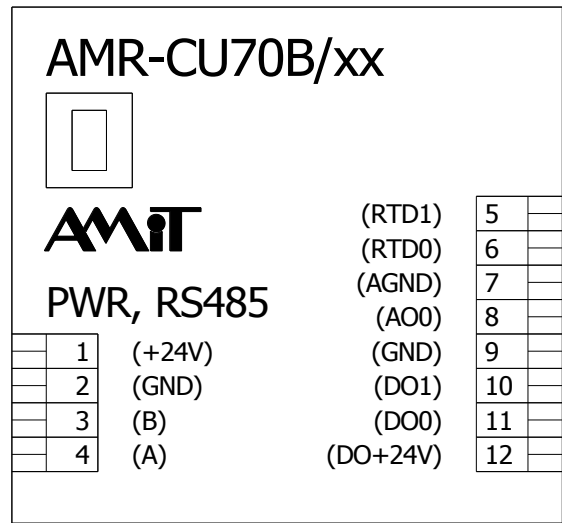 AMR-CU70B/xx
AMiT
(RTD1) 5
(RTD0) 6
(AGND) 7
PWR, RS485
(AO0) 8
1 (+24V) (GND) 9
2 (GND) (DO1) 10
3 (B) (DO0) 11
4 (A) (DO+24V) 12